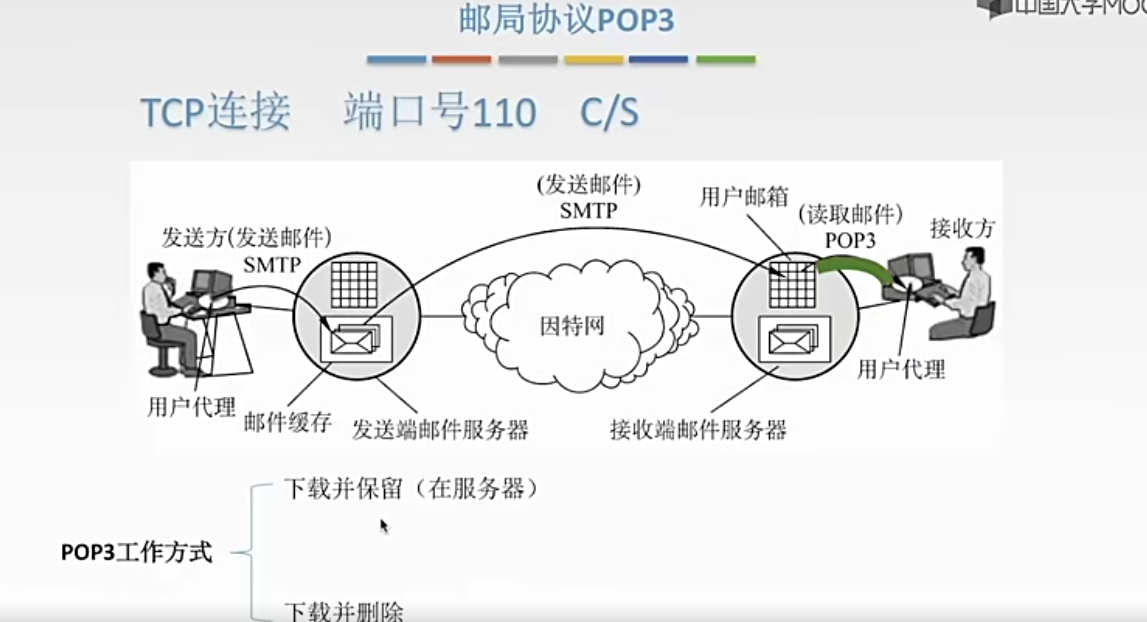 中国大学MOO
邮局协议POP3
TCP连接 端口号110 C/S
(发送邮件)
SMTP
用户邮箱
(读取邮件)
POP3
接收方
发送方(发送邮件)
SMTP
因特网
用户代理
用户代理
邮件缓存
发送端邮件服务器
接收端邮件服务器
下载并保留（在服务器）
POP3工作方式
下载并删除